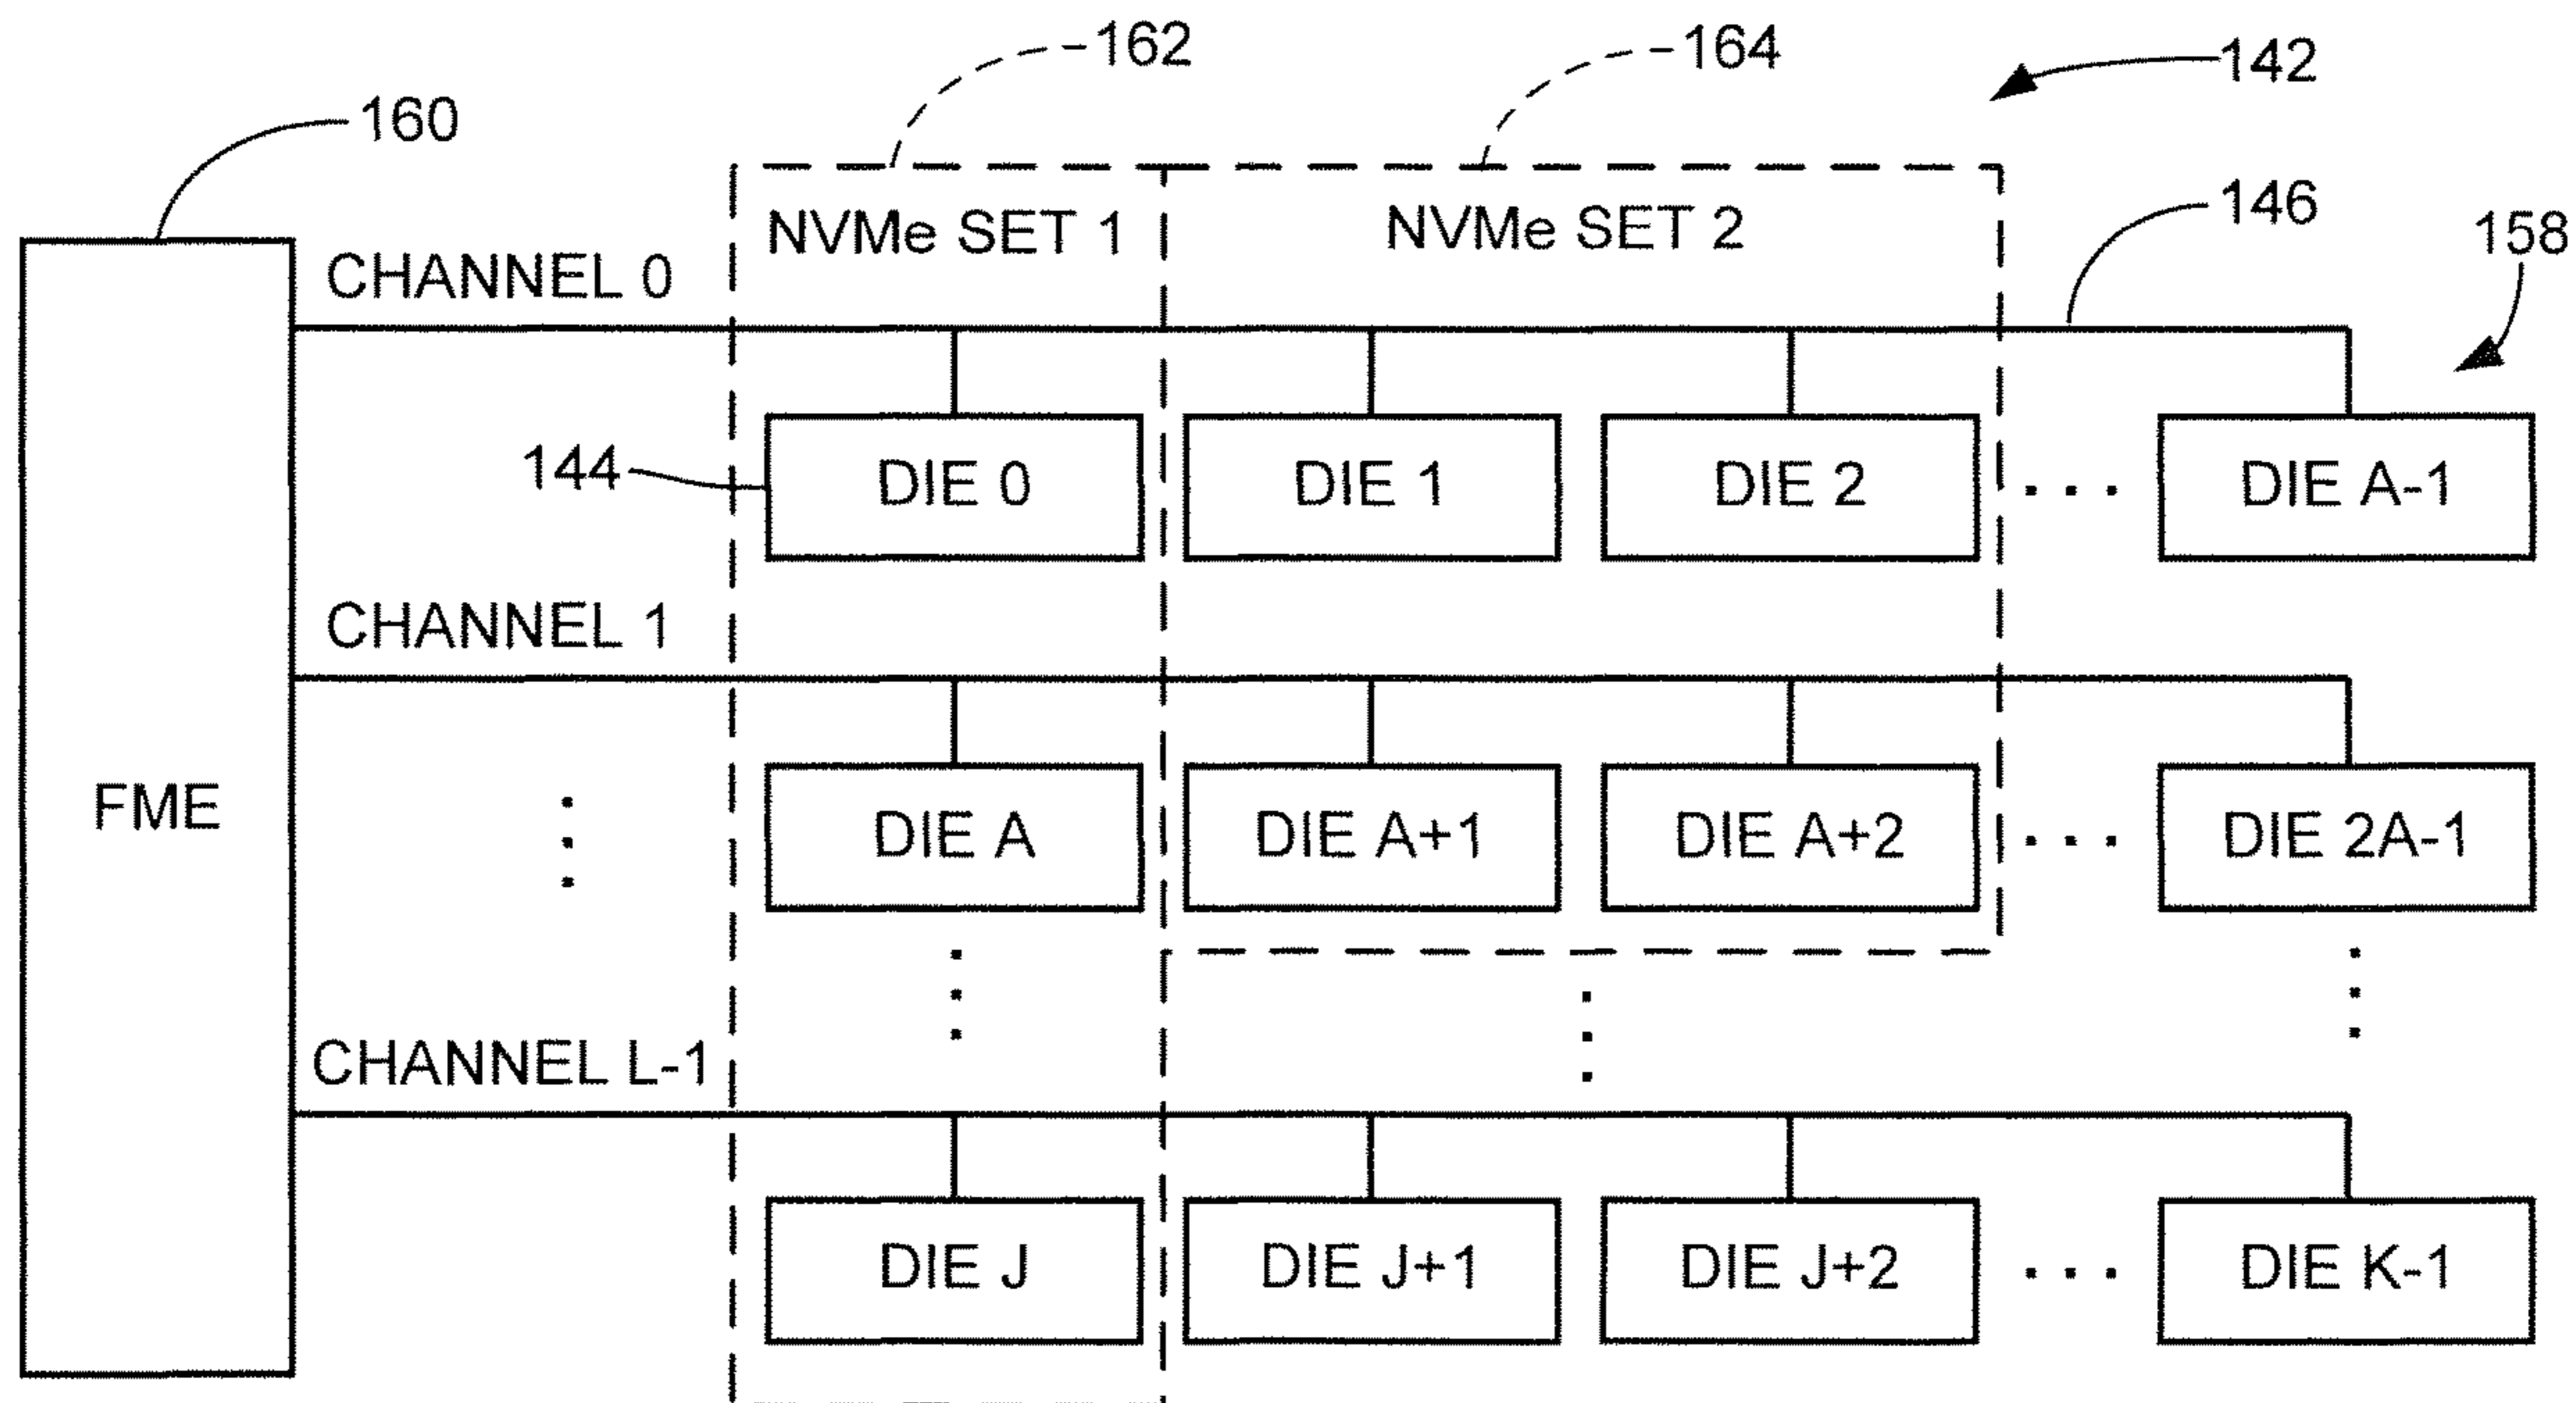 162
164
142
160
146
158
NVMe SET 1
NVMe SET 2
CHANNEL 0
144
DIE 0
DIE 1
DIE 2
. . .
DIE A-1
CHANNEL 1
FME
DIE A
DIE A+1
DIE A+2
. . .
DIE 2A-1
CHANNEL L-1
DIE J
DIE J+1
DIE J+2
. . .
DIE K-1